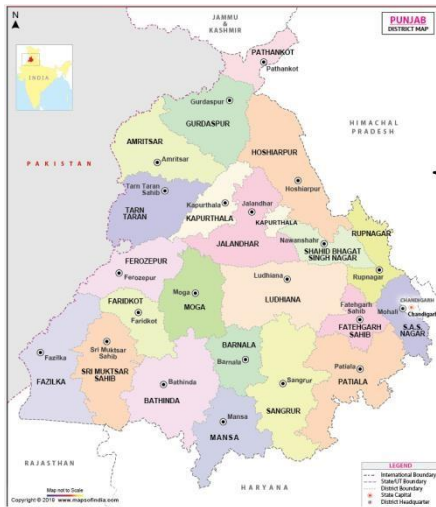 N
JAMMU
&
KASHMIR
PUNJAB
DISTRICT MAP
INDIA
PATHANKOT
Pathankot
Gurdaspur
GURDASPUR
HIMACHAL
PRADESH
AMRITSAR
Amritsar
HOSHIARPUR
Hoshiarpur
PAKISTAN
Tarn Taran
Sahib
TARN
TARAN
Kapurthala
KAPURTHALA
Jalandhar
KAPURTHALA
JALANDHAR
Nawanshahr
SHAHID BHAGAT
SINGH NAGAR
RUPNAGAR
Rupnagar
FEROZEPUR
Ferozepur
Moga
MOGA
Ludhiana
LUDHIANA
FARIDKOT
Faridkot
Fatehgarh
Sahib
FATEHGARH
SAHIB
CHANDIGARH
Mohali
Chandigarh
S.A.S.
NAGAR
Fazilka
FAZILKA
Sri Muktsar
Sahib
SRI MUKTSAR
SAHIB
Bathinda
BATHINDA
BARNALA
Barnala
Sangrur
SANGRUR
Patiala
PATIALA
Mansa
MANSA
RAJASTHAN
HARYANA
Map not to Scale
Copyright © 2016 www.mapsofindia.com
LEGEND
International Boundary
State/UT Boundary
District Boundary
State Capital
District Headquarter